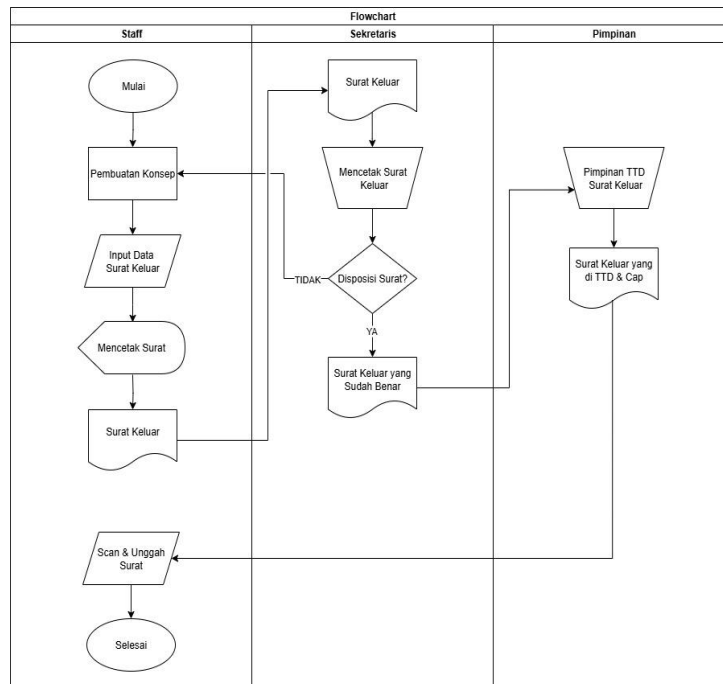 Flowchart
Staff
Sekretaris
Pimpinan
Mulai
Pembuatan Konsep
Input Data
Surat Keluar
Mencetak Surat
Surat Keluar
Surat Keluar
Mencetak Surat
Keluar
Disposisi Surat?
TIDAK
YA
Surat Keluar yang
Sudah Benar
Pimpinan TTD
Surat Keluar
Surat Keluar yang
di TTD & Cap
Scan & Unggah
Surat
Selesai